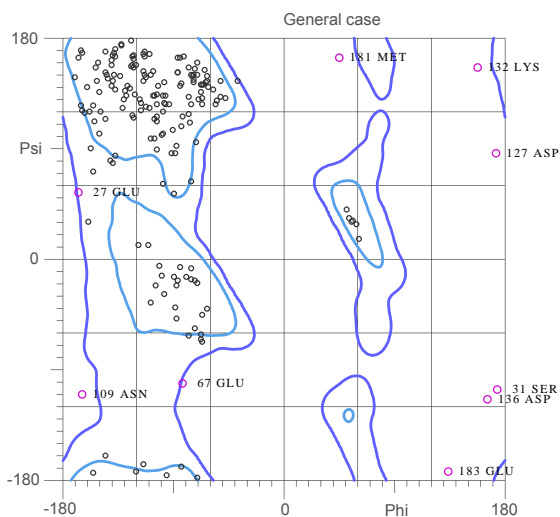 General case
180
181 MET
132 LYS
Psi
127 ASP
27 GLU
0
67 GLU
109 ASN
31 SER
136 ASP
183 GLU
-180
-180
0
Phi
180